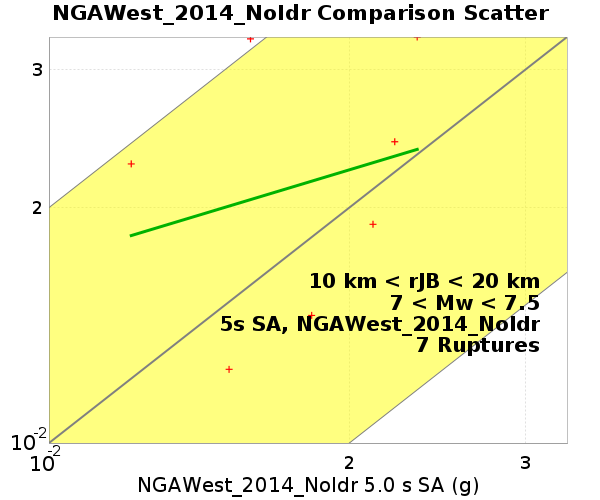 NGAWest_2014_NoIdr Comparison Scatter
3
2
10 km < rJB < 20 km
7 < Mw < 7.5
5s SA, NGAWest_2014_NoIdr
7 Ruptures
10-2
10-2
2
3
NGAWest_2014_NoIdr 5.0 s SA (g)